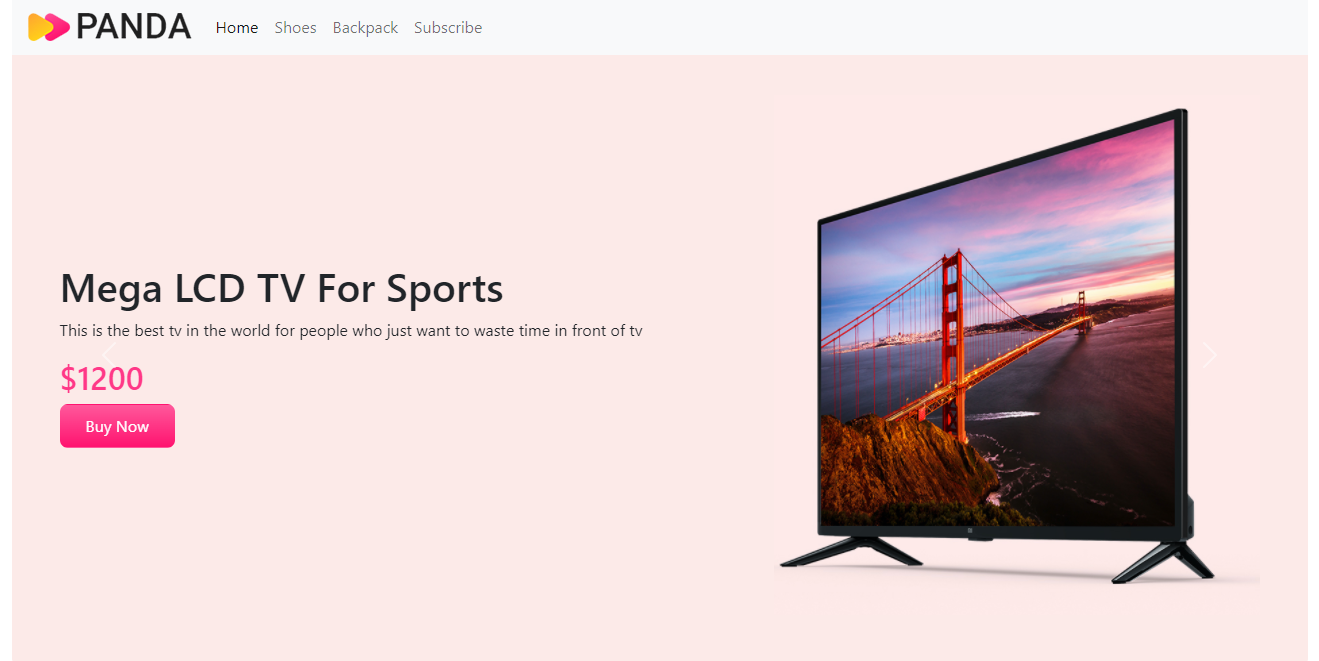 PANDA Home Shoes Backpack Subscribe
Mega LCD TV For Sports
This is the best tv in the world for people who just want to waste time in front of tv
$1200
Buy Now